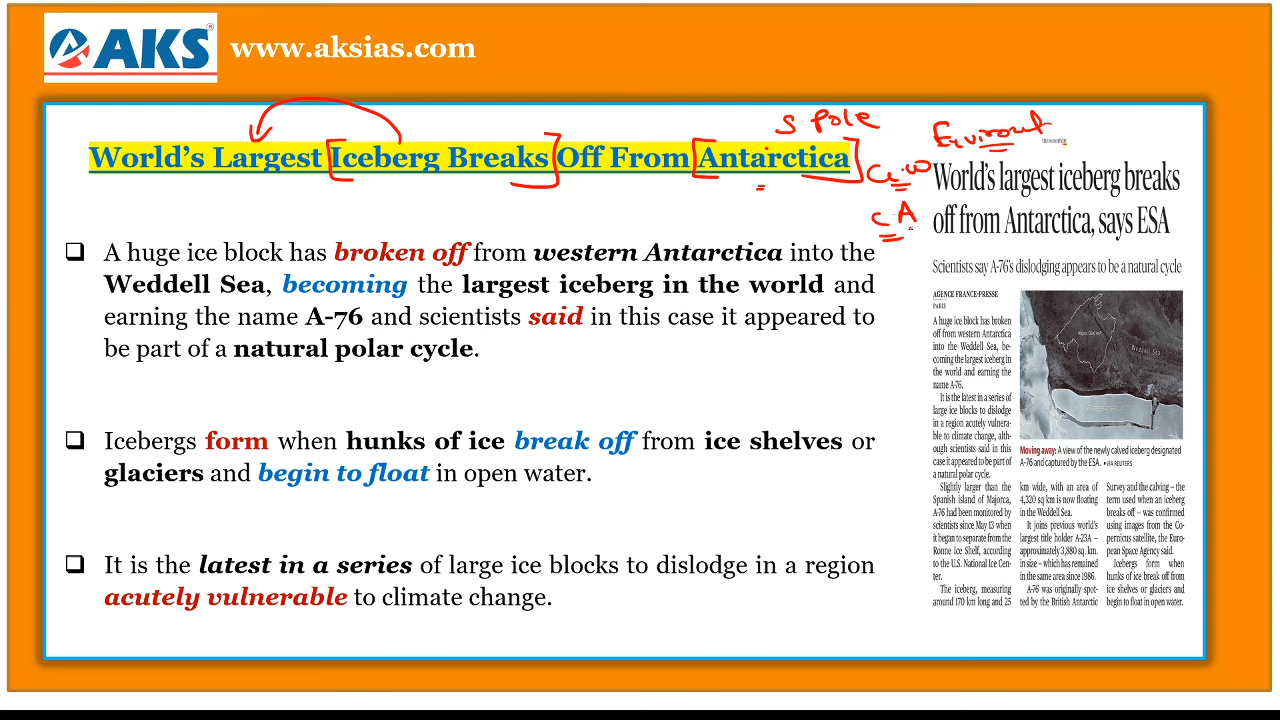 AKS
www.aksias.com
World's Largest Iceberg Breaks Off From Antarctica
S. Pole
G.W
C.A
A huge ice block has broken off from western Antarctica into the
Weddell Sea, becoming the largest iceberg in the world and
earning the name A-76 and scientists said in this case it appeared to
be part of a natural polar cycle.
Icebergs form when hunks of ice break off from ice shelves or
glaciers and begin to float in open water.
It is the latest in a series of large ice blocks to dislodge in a region
acutely vulnerable to climate change.
World's largest iceberg breaks
off from Antarctica, says ESA
Scientists say A-76's dislodging appears to be a natural cycle
AGENCE FRANCE-PRESSE
PARIS
A huge ice block has broken
off from western Antarctica
into the Weddell Sea, be-
coming the largest iceberg in
the world and earning the
name A-76.
It is the latest in a series of
large ice blocks to dislodge
in a region acutely vulnera-
ble to climate change, alth-
ough scientists said in this
case it appeared to be part of
a natural polar cycle.
Slightly larger than the
Spanish island of Majorca,
A-76 had been monitored by
scientists since May 13 when
it began to separate from the
Ronne Ice Shelf, according
to the U.S. National Ice Cen-
ter.
The iceberg, measuring
around 170 km long and 25
Weddell Sea
Moving away: A view of the newly calved iceberg designated
A-76 and captured by the ESA. • VIA REUTERS
km wide, with an area of
4,320 sq km is now floating
in the Weddell Sea.
It joins previous world's
largest title holder A-23A –
approximately 3,880 sq. km.
in size – which has remained
in the same area since 1986.
A-76 was originally spot-
ted by the British Antarctic
Survey and the calving – the
term used when an iceberg
breaks off – was confirmed
using images from the Co-
pernicus satellite, the Euro-
pean Space Agency said.
Icebergs form when
hunks of ice break off from
ice shelves or glaciers and
begin to float in open water.